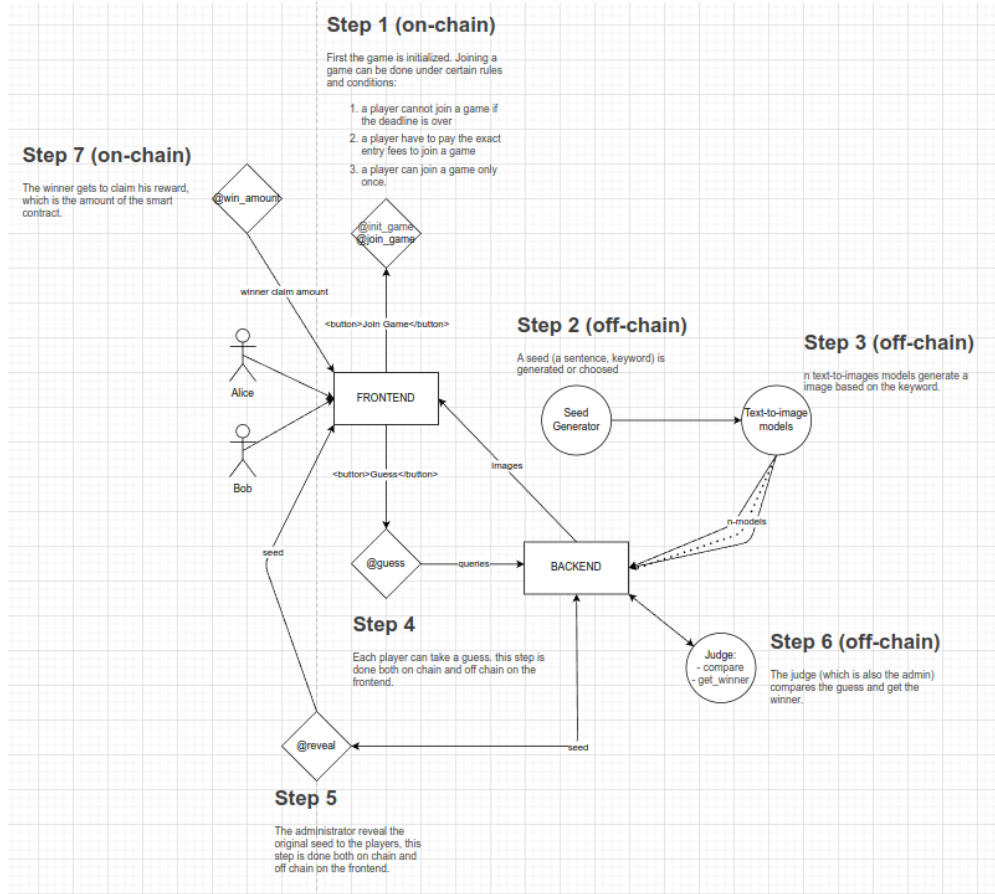 Step 1 (on-chain)
First the game is initialized. Joining a
game can be done under certain rules
and conditions:
1. a player cannot join a game if
the deadline is over
2. a player have to pay the exact
entry fees to join a game
3. a player can join a game only
once.
Step 7 (on-chain)
The winner gets to claim his reward,
which is the amount of the smart
contract.
@win_amount
@init_game
@join_game
winner claim amount
<button>Join Game</button>
Step 2 (off-chain)
A seed (a sentence, keyword) is
generated or choosed
Step 3 (off-chain)
n text-to-images models generate a
image based on the keyword.
Alice
FRONTEND
Seed
Generator
Text-to-image
models
Bob
<button>Guess</button>
Images
n-models
seed
@guess
queries
BACKEND
Step 4
Each player can take a guess. this step is
done both on chain and off chain on the
frontend.
Judge:
- compare
- get_winner
Step 6 (off-chain)
The judge (which is also the admin)
compares the guess and get the
winner.
@reveal
seed
Step 5
The administrator reveal the
original seed to the players, this
step is done both on chain and
off chain on the frontend.